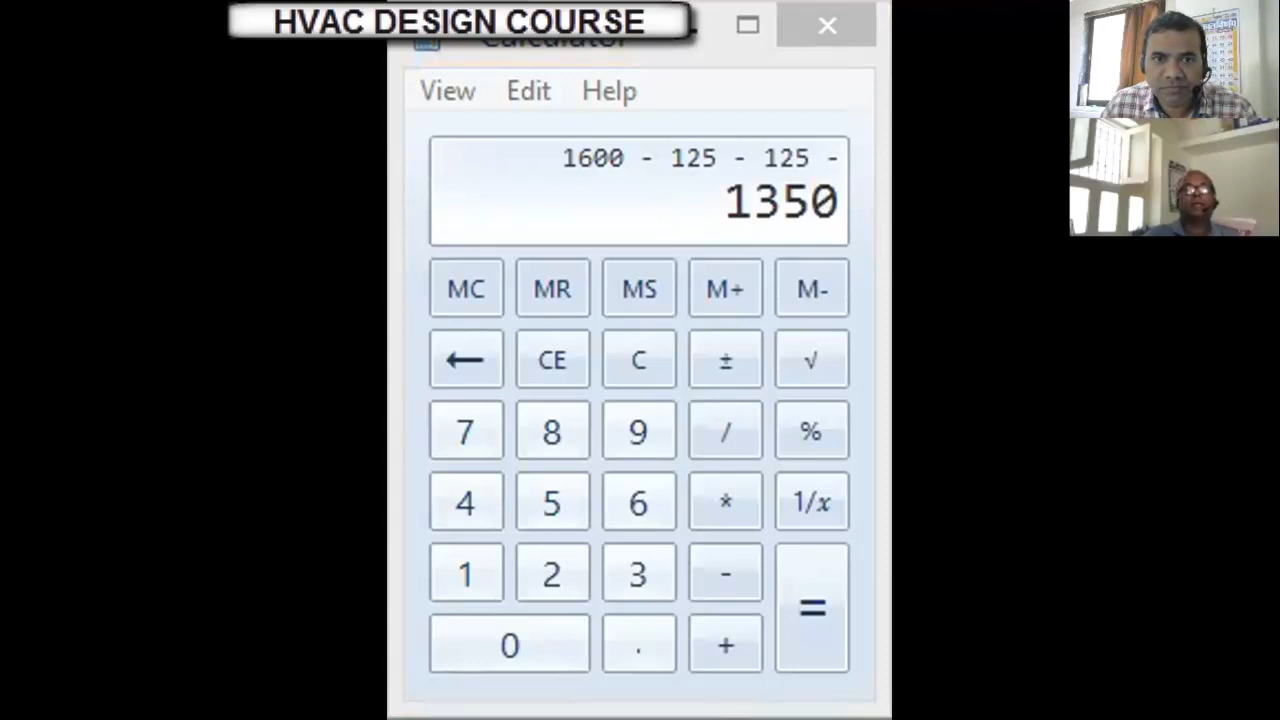 HVAC DESIGN COURSE
Calculator
View Edit Help
1600 - 125 - 125 -
1350
MC MR MS M+ M-
← CE C ± √
7 8 9 / %
4 5 6 * 1/x
1 2 3 - =
0 . +